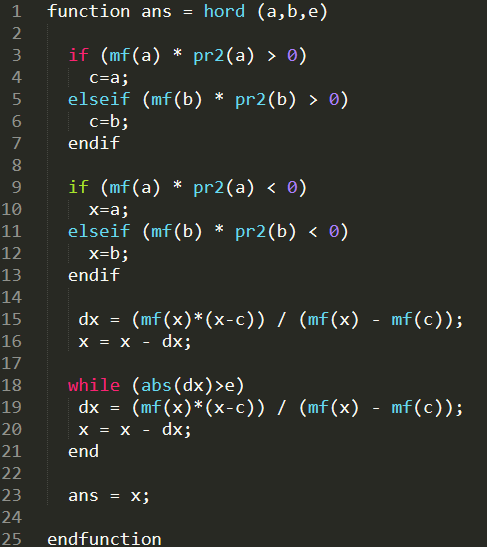 1 function ans = hord (a,b,e)
2
3 if (mf(a) * pr2(a) > 0)
4 c=a;
5 elseif (mf(b) * pr2(b) > 0)
6 c=b;
7 endif
8
9 if (mf(a) * pr2(a) < 0)
10 x=a;
11 elseif (mf(b) * pr2(b) < 0)
12 x=b;
13 endif
14
15 dx = (mf(x)*(x-c)) / (mf(x) - mf(c));
16 x = x - dx;
17
18 while (abs(dx)>e)
19 dx = (mf(x)*(x-c)) / (mf(x) - mf(c));
20 x = x - dx;
21 end
22
23 ans = x;
24
25 endfunction